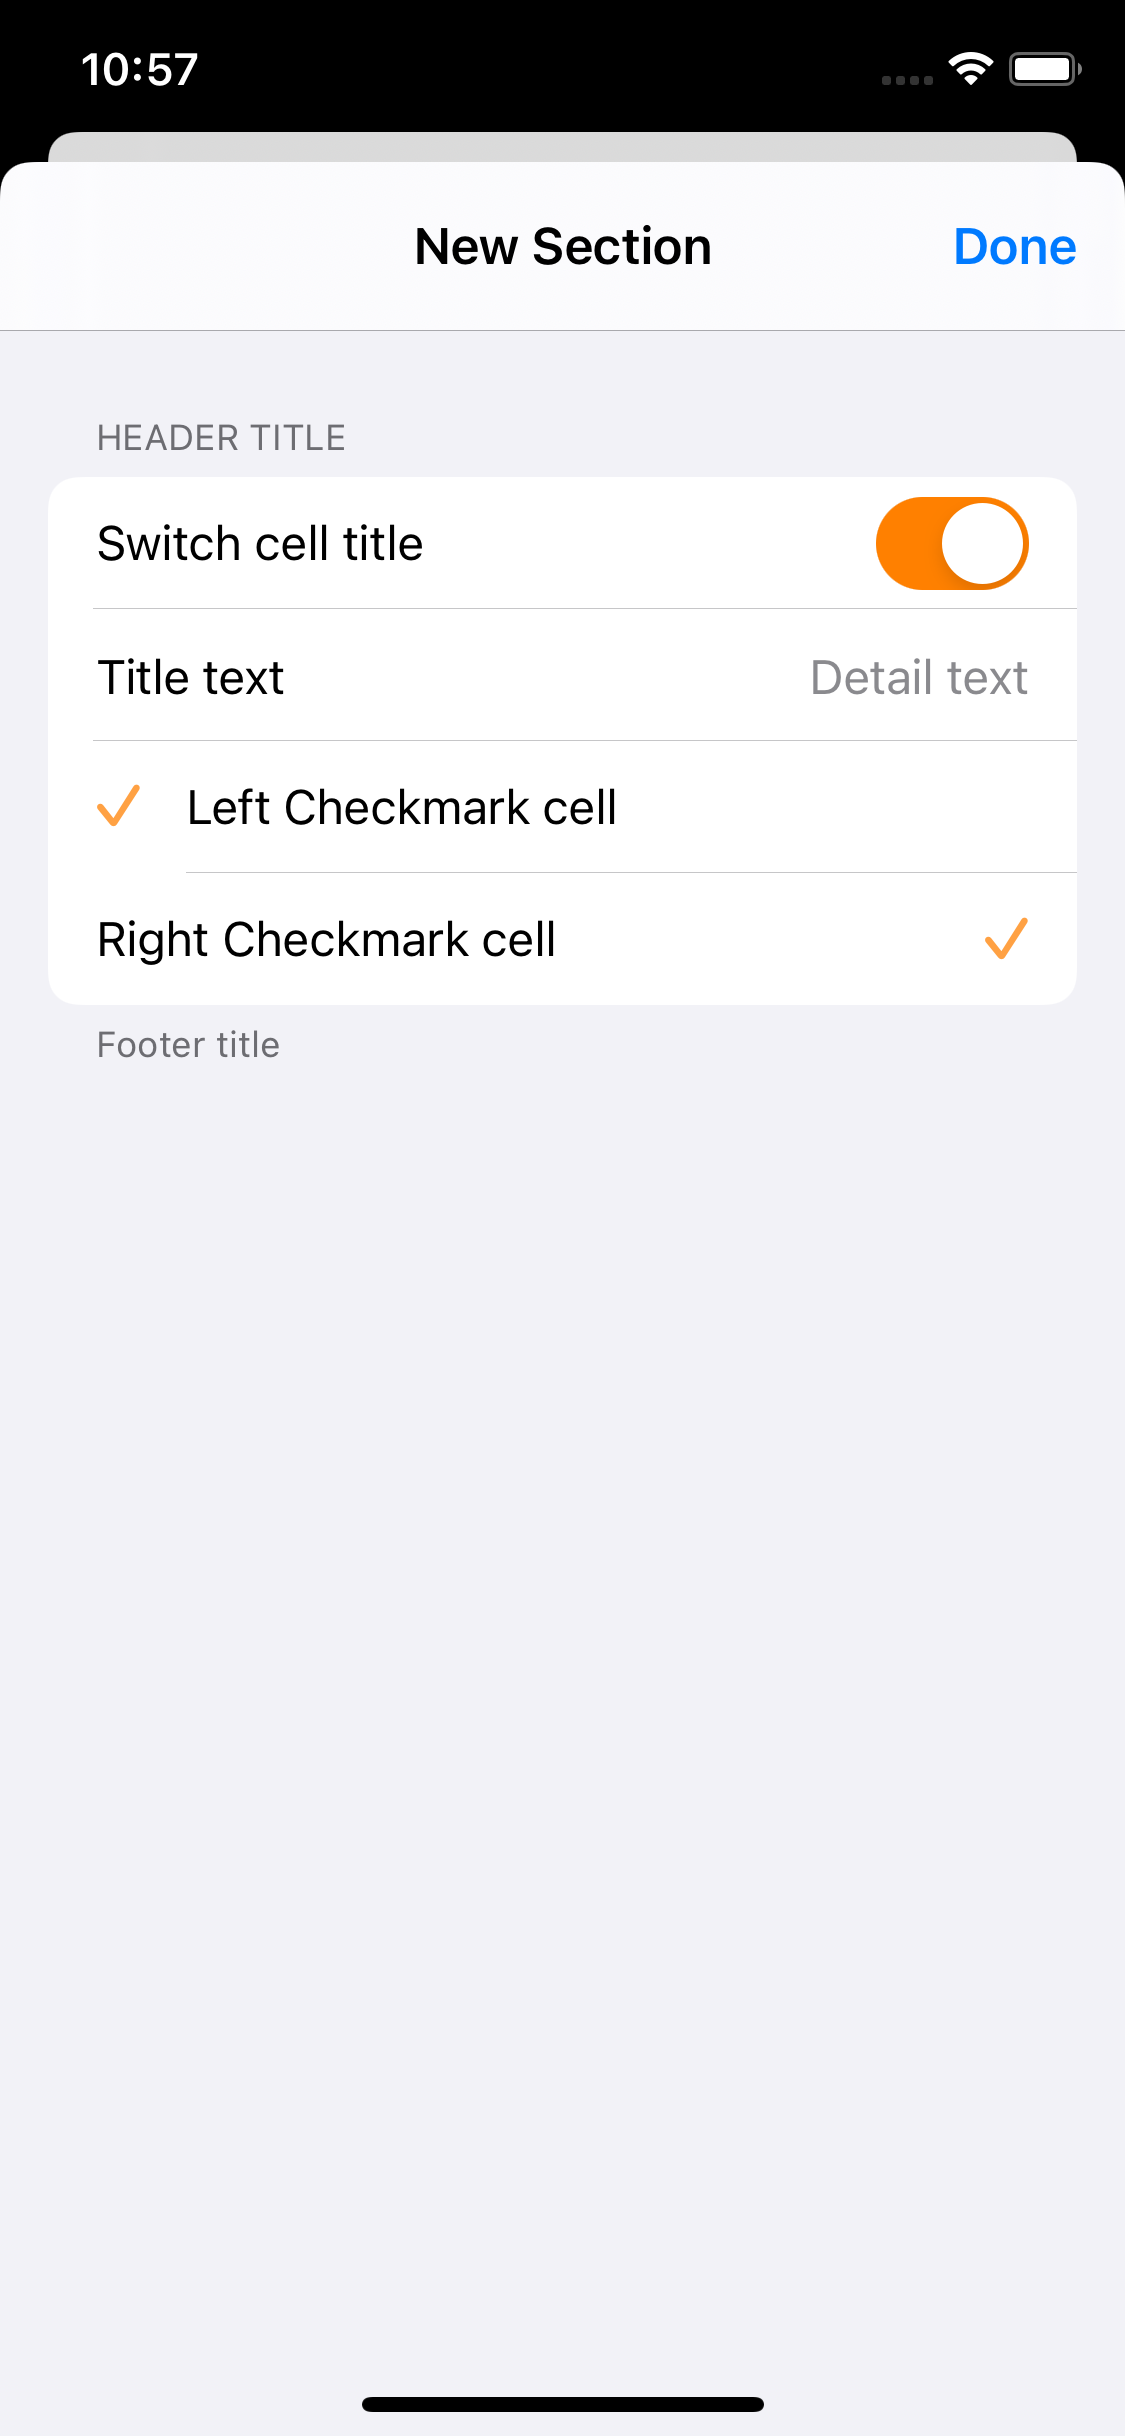 10:57
New Section
Done
HEADER TITLE
Switch cell title
Title text
Detail text
Left Checkmark cell
Right Checkmark cell
Footer title